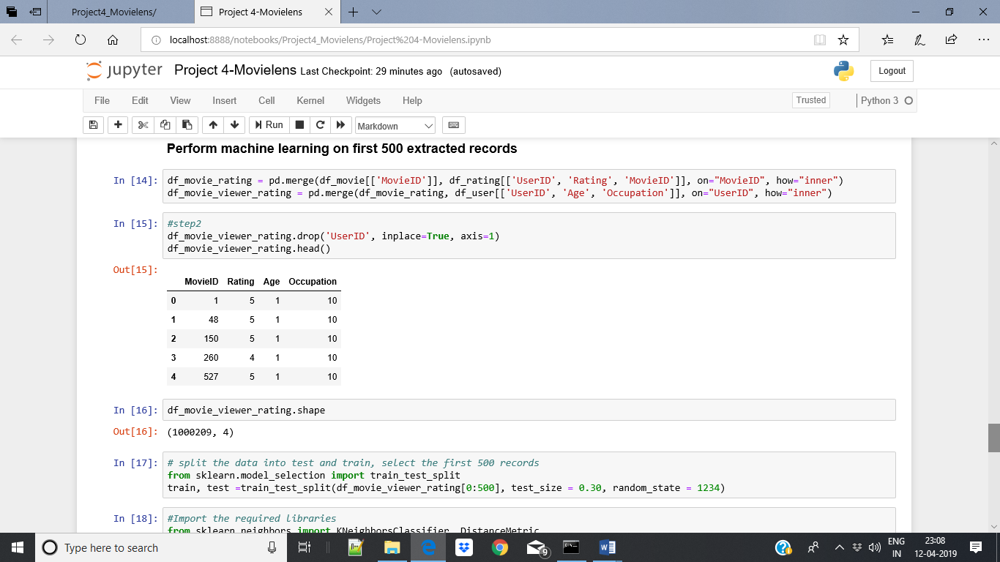 Project4_Movielens/
Project 4-Movielens
localhost:8888/notebooks/Project4_Movielens/Project%204-Movielens.ipynb
jupyter Project 4-Movielens Last Checkpoint: 29 minutes ago (autosaved)
Logout
File Edit View Insert Cell Kernel Widgets Help
Trusted
Python 3
Run
Markdown
Perform machine learning on first 500 extracted records
In [14]: df_movie_rating = pd.merge(df_movie[['MovieID']], df_rating[['UserID', 'Rating', 'MovieID']], on="MovieID", how="inner")
df_movie_viewer_rating = pd.merge(df_movie_rating, df_user[['UserID', 'Age', 'Occupation']], on="UserID", how="inner")
In [15]: #step2
df_movie_viewer_rating.drop('UserID', inplace=True, axis=1)
df_movie_viewer_rating.head()
Out[15]:
MovieID Rating Age Occupation
0 1 5 1 10
1 48 5 1 10
2 150 5 1 10
3 260 4 1 10
4 527 5 1 10
In [16]: df_movie_viewer_rating.shape
Out[16]: (1000209, 4)
In [17]: # split the data into test and train, select the first 500 records
from sklearn.model_selection import train_test_split
train, test =train_test_split(df_movie_viewer_rating[0:500], test_size = 0.30, random_state = 1234)
In [18]: #Import the required libraries
from sklearn.neighbors import KNeighborsClassifier, DistanceMetric
Type here to search
9
ENG
IN
23:08
12-04-2019